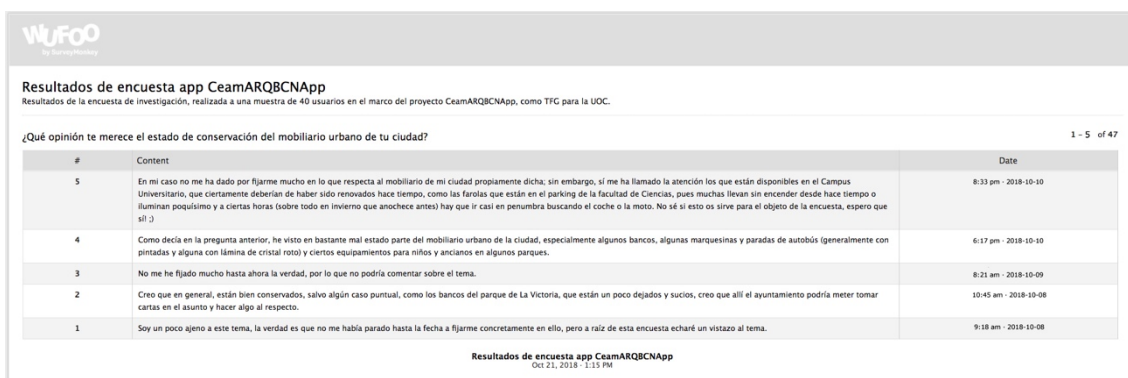 WUFOO
by SurveyMonkey
Resultados de encuesta app CeamARQBCNApp
Resultados de la encuesta de investigación, realizada a una muestra de 40 usuarios en el marco del proyecto CeamARQBCNApp, como TFG para la UOC.
¿Qué opinión te merece el estado de conservación del mobiliario urbano de tu ciudad?
1 - 5 of 47
# Content Date
5 En mi caso no me ha dado por fijarme mucho en lo que respecta al mobiliario de mi ciudad propiamente dicha; sin embargo, sí me ha llamado la atención los que están disponibles en el Campus 8:33 pm - 2018-10-10
Universitario, que ciertamente deberían de haber sido renovados hace tiempo, como las farolas que están en el parking de la facultad de Ciencias, pues muchas llevan sin encender desde hace tiempo o
iluminan poquísimo y a ciertas horas (sobre todo en invierno que anochece antes) hay que ir casi en penumbra buscando el coche o la moto. No sé si esto os sirve para el objeto de la encuesta, espero que
sí! ;)
4 Como decía en la pregunta anterior, he visto en bastante mal estado parte del mobiliario urbano de la ciudad, especialmente algunos bancos, algunas marquesinas y paradas de autobús (generalmente con 6:17 pm - 2018-10-10
pintadas y alguna con lámina de cristal roto) y ciertos equipamientos para niños y ancianos en algunos parques.
3 No me he fijado mucho hasta ahora la verdad, por lo que no podría comentar sobre el tema. 8:21 am - 2018-10-09
2 Creo que en general, están bien conservados, salvo algún caso puntual, como los bancos del parque de La Victoria, que están un poco dejados y sucios, creo que allí el ayuntamiento podría meter tomar 10:45 am - 2018-10-08
cartas en el asunto y hacer algo al respecto.
1 Soy un poco ajeno a este tema, la verdad es que no me había parado hasta la fecha a fijarme concretamente en ello, pero a raíz de esta encuesta echaré un vistazo al tema. 9:18 am - 2018-10-08
Resultados de encuesta app CeamARQBCNApp
Oct 21, 2018 - 1:15 PM